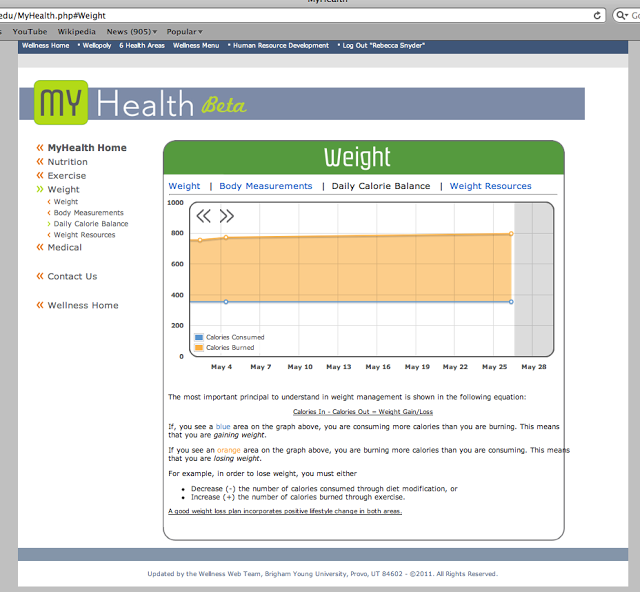 MyHealth
edu/MyHealth.php#Weight
YouTube Wikipedia News (905) Popular
Wellness Home * Wellopoly 6 Health Areas Wellness Menu * Human Resource Development * Log Out "Rebecca Snyder"
MY Health Beta
MyHealth Home
Nutrition
Exercise
Weight
Weight
Body Measurements
Daily Calorie Balance
Weight Resources
Medical
Contact Us
Wellness Home
Weight
Weight | Body Measurements | Daily Calorie Balance | Weight Resources
1000
800
600
400
200
0
Calories Consumed
Calories Burned
May 4 May 7 May 10 May 13 May 16 May 19 May 22 May 25 May 28
The most important principal to understand in weight management is shown in the following equation:
Calories In - Calories Out = Weight Gain/Loss
If, you see a blue area on the graph above, you are consuming more calories than you are burning. This means
that you are gaining weight.
If you see an orange area on the graph above, you are burning more calories than you are consuming. This means
that you are losing weight.
For example, in order to lose weight, you must either
• Decrease (-) the number of calories consumed through diet modification, or
• Increase (+) the number of calories burned through exercise.
A good weight loss plan incorporates positive lifestyle change in both areas.
Updated by the Wellness Web Team, Brigham Young University, Provo, UT 84602 - ©2011. All Rights Reserved.